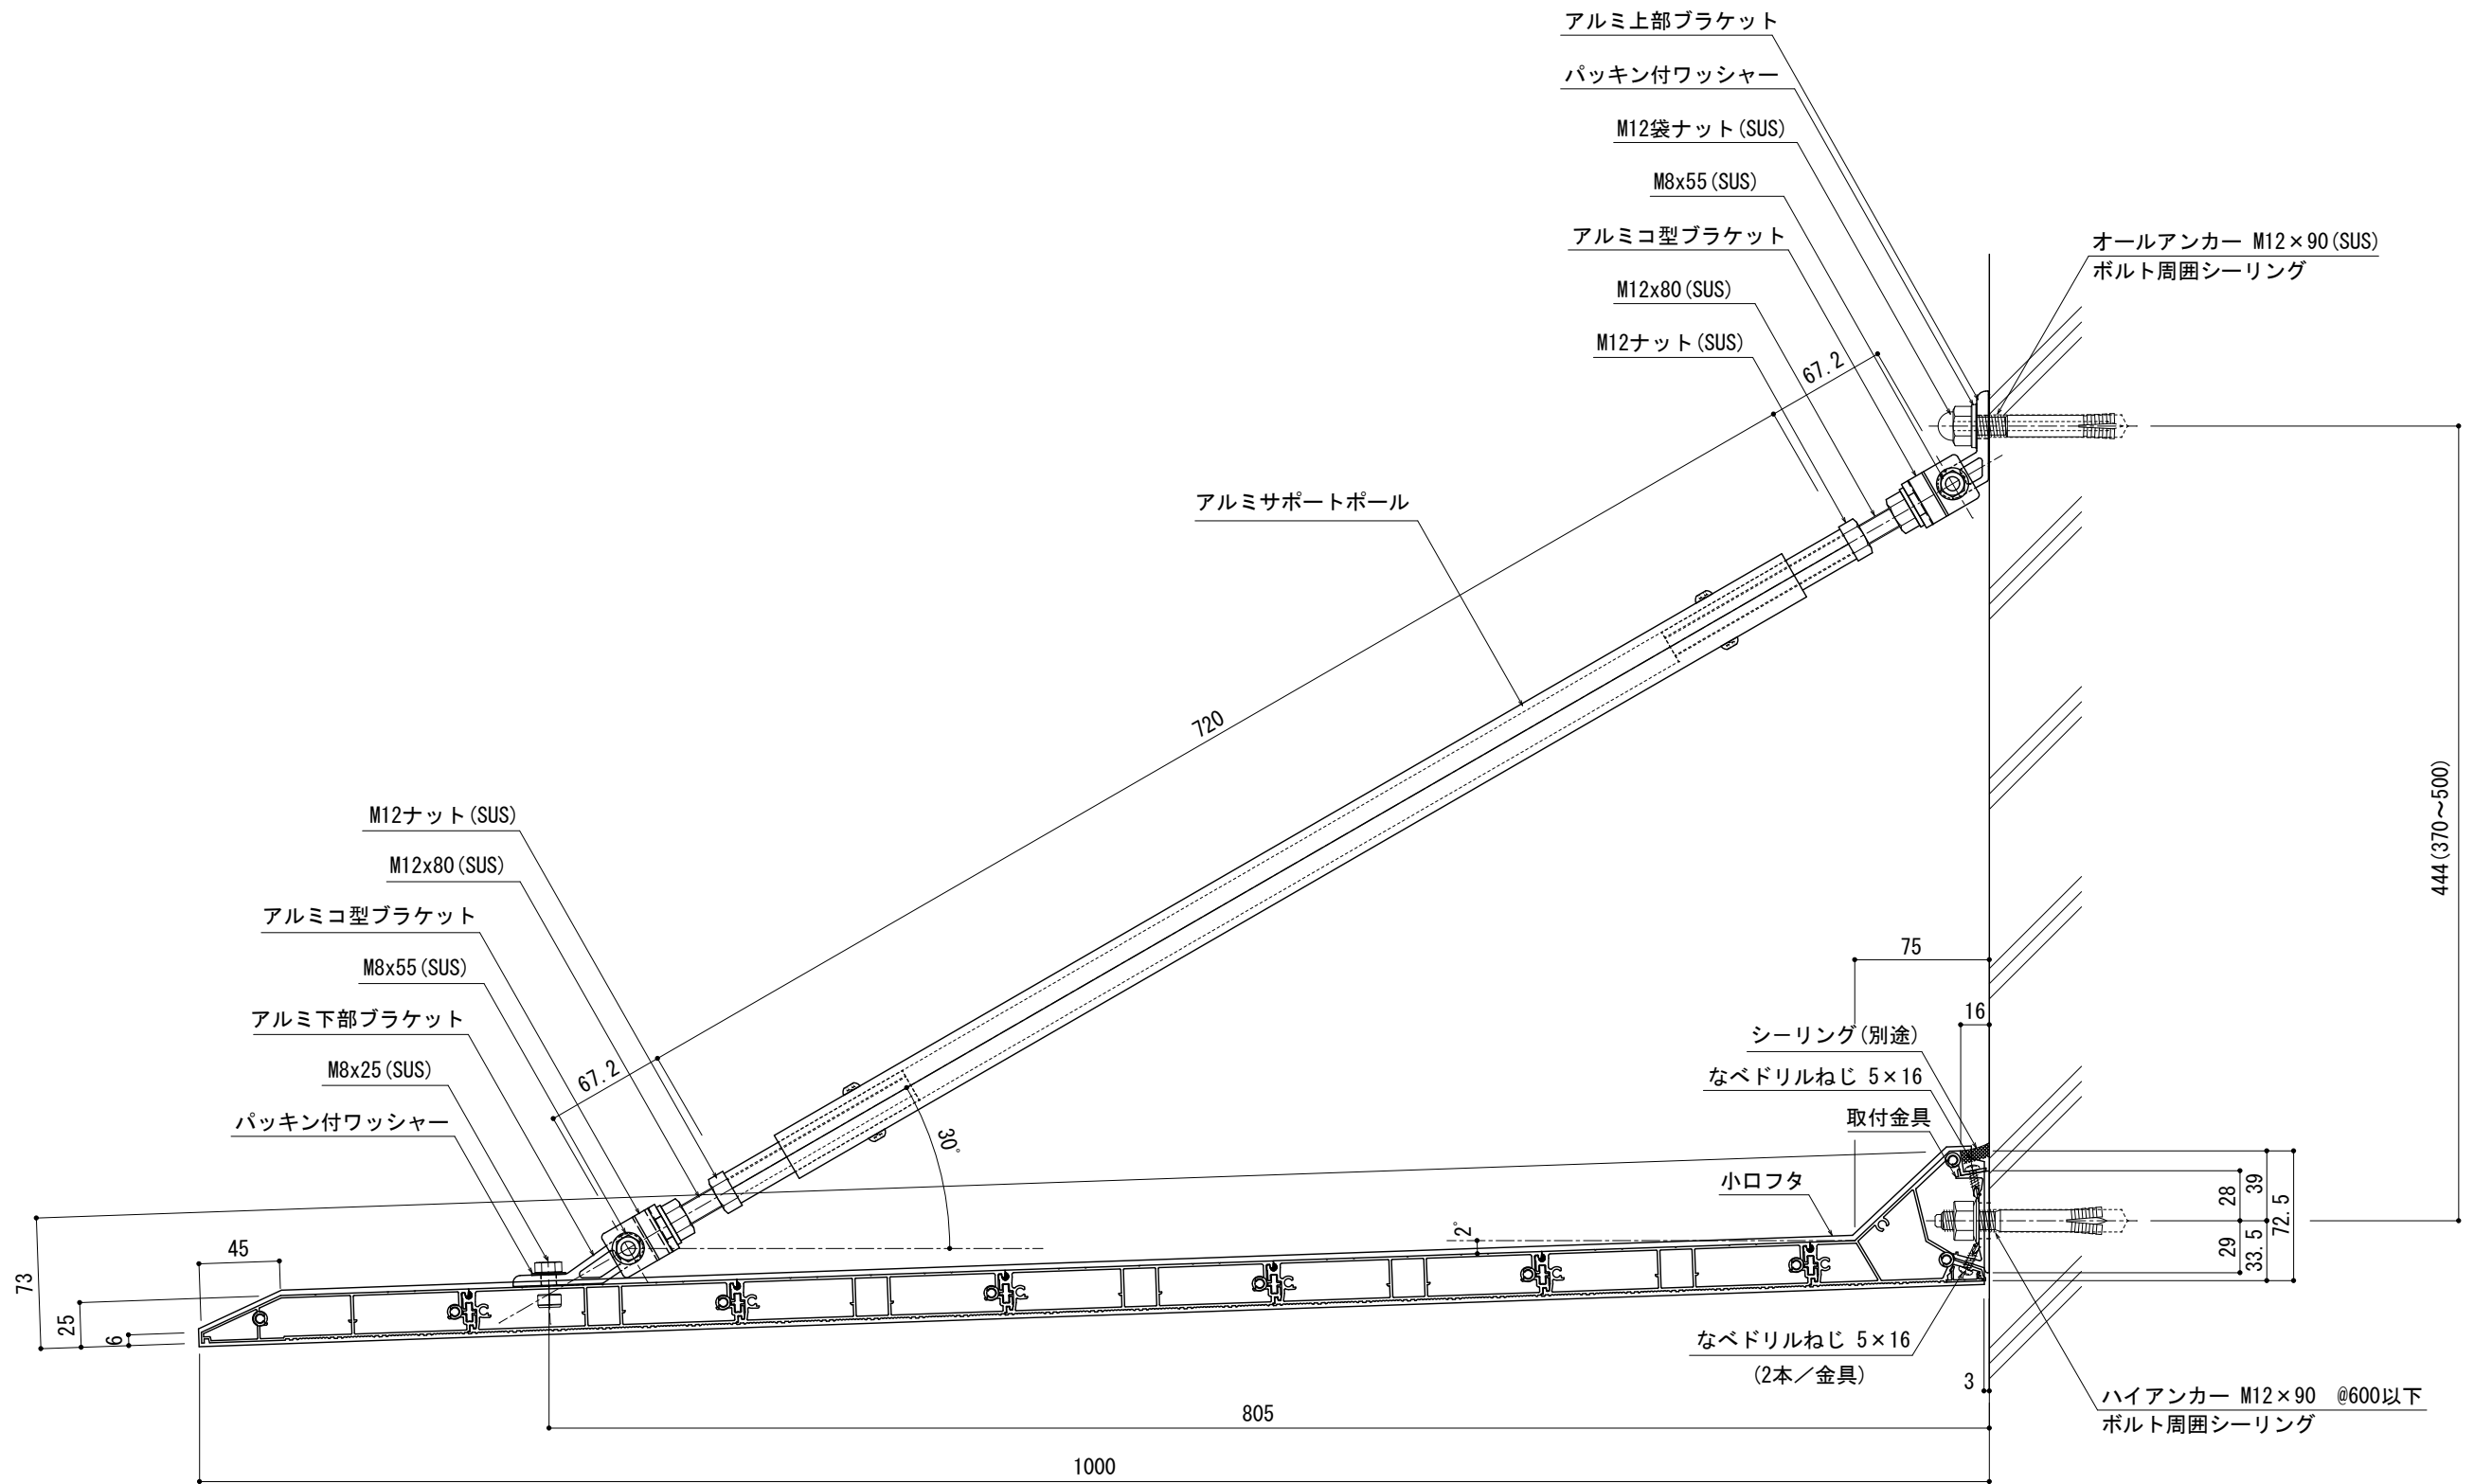 アルミ上部ブラケット
パッキン付ワッシャー
M12袋ナット(SUS)
M8x55(SUS)
アルミコ型ブラケット
M12x80(SUS)
M12ナット(SUS)
オールアンカー M12×90(SUS)
ボルト周囲シーリング
67.2
アルミサポートポール
720
444(370~500)
M12ナット(SUS)
M12x80(SUS)
アルミコ型ブラケット
M8x55(SUS)
アルミ下部ブラケット
M8x25(SUS)
パッキン付ワッシャー
67.2
30°
75
16
シーリング(別途)
なべドリルねじ 5×16
取付金具
小口フタ
2°
28
39
72.5
29
33.5
45
73
25
6
なべドリルねじ 5×16
(2本/金具)
3
ハイアンカー M12×90 @600以下
ボルト周囲シーリング
805
1000